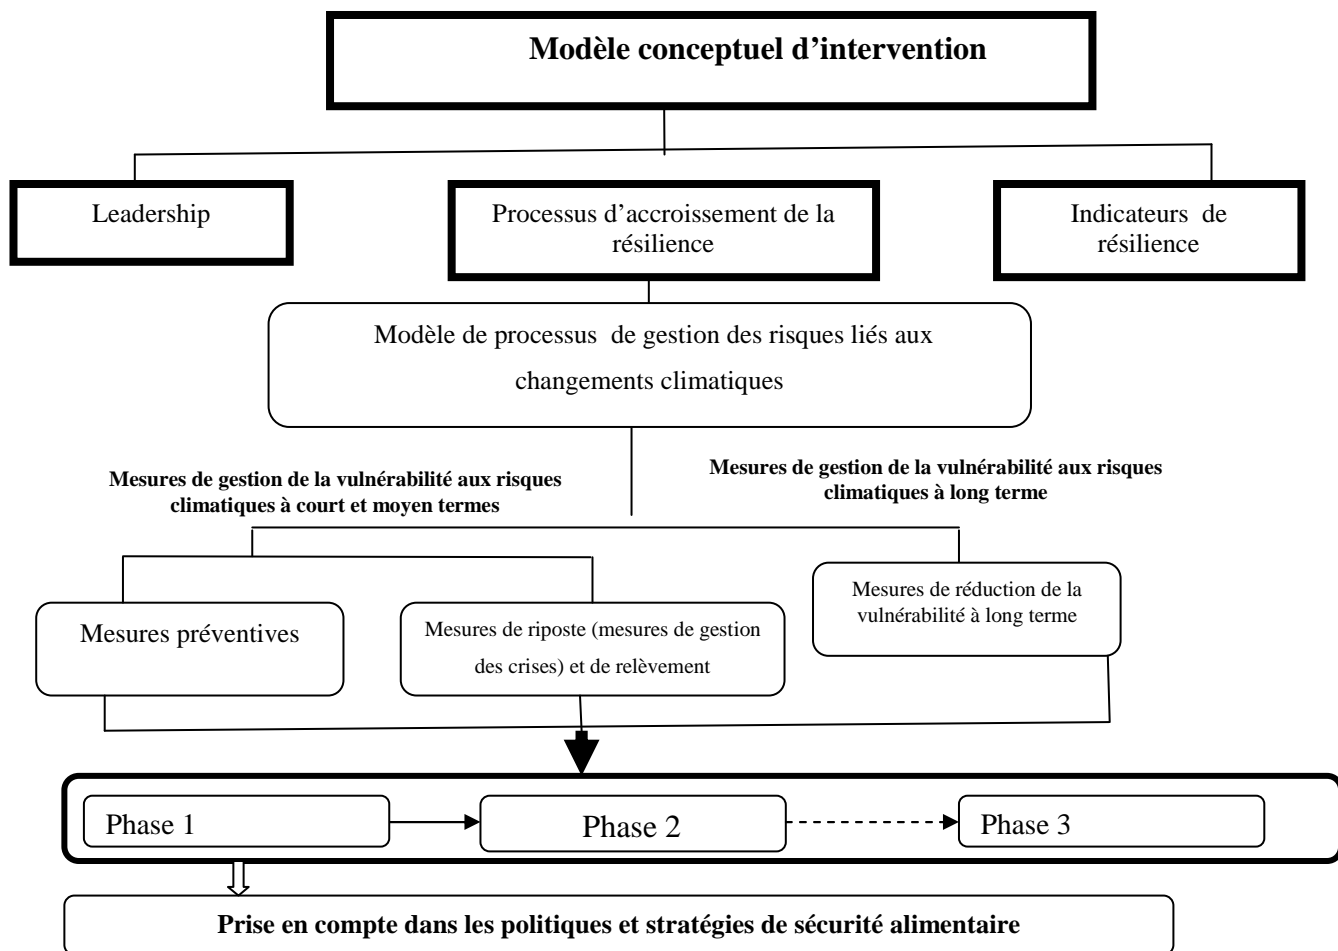 Modèle conceptuel d’intervention
Leadership
Processus d’accroissement de la
résilience
Indicateurs de
résilience
Modèle de processus de gestion des risques liés aux
changements climatiques
Mesures de gestion de la vulnérabilité aux risques
climatiques à court et moyen termes
Mesures de gestion de la vulnérabilité aux risques
climatiques à long terme
Mesures préventives
Mesures de riposte (mesures de gestion
des crises) et de relèvement
Mesures de réduction de la
vulnérabilité à long terme
Phase 1
Phase 2
Phase 3
Prise en compte dans les politiques et stratégies de sécurité alimentaire